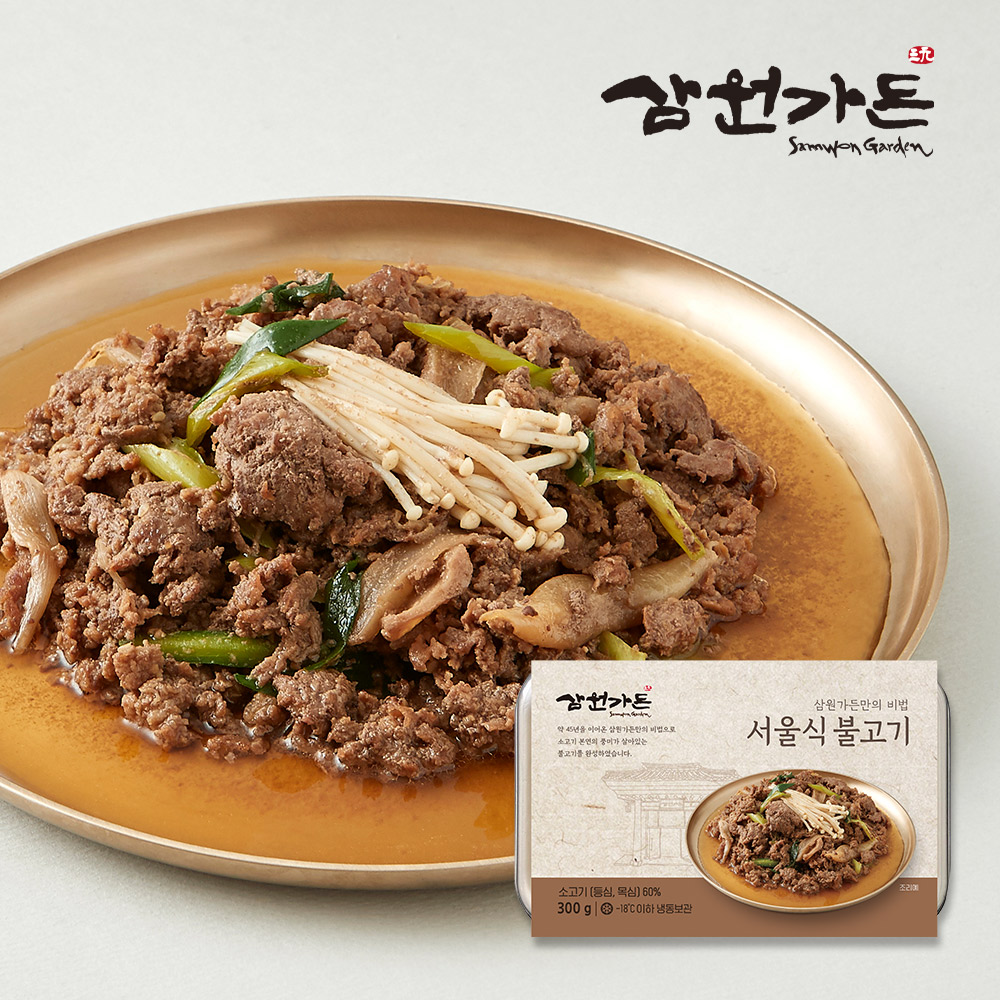 삼원가든
Samwon Garden
삼원가든
Samwon Garden
약 45년을 이어온 삼원가든만의 비법으로
소고기 본연의 풍미가 살아있는
불고기를 완성하였습니다.
삼원가든만의 비법
서울식 불고기
소고기 (등심, 목심) 60%
300 g | -18℃ 이하 냉동보관
조리예